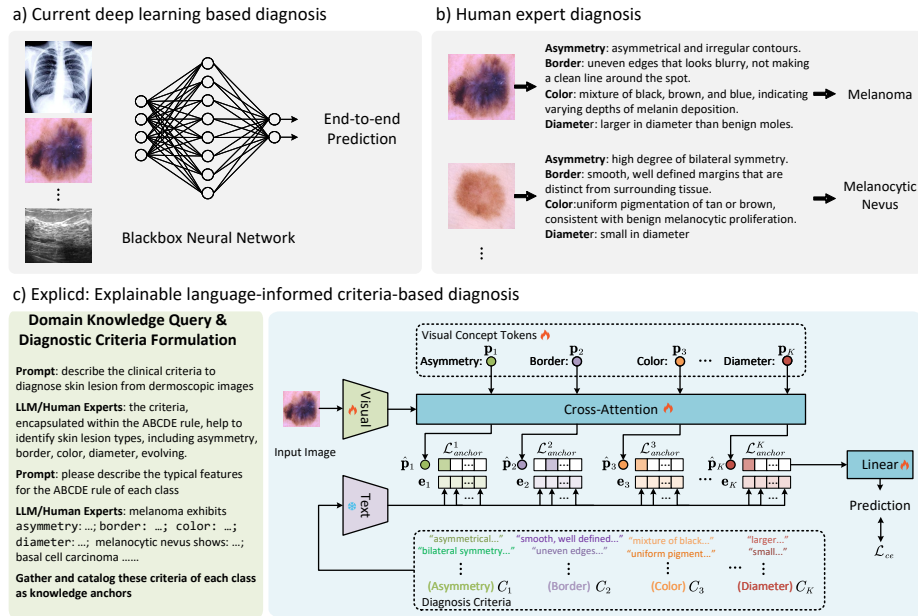 a) Current deep learning based diagnosis
End-to-end
Prediction
Blackbox Neural Network
b) Human expert diagnosis
Asymmetry: asymmetrical and irregular contours.
Border: uneven edges that looks blurry, not making
a clean line around the spot.
Color: mixture of black, brown, and blue, indicating
varying depths of melanin deposition.
Diameter: larger in diameter than benign moles.
Melanoma
Asymmetry: high degree of bilateral symmetry.
Border: smooth, well defined margins that are
distinct from surrounding tissue.
Color:uniform pigmentation of tan or brown,
consistent with benign melanocytic proliferation.
Diameter: small in diameter
Melanocytic
Nevus
c) Explicd: Explainable language-informed criteria-based diagnosis
Domain Knowledge Query &
Diagnostic Criteria Formulation
Prompt: describe the clinical criteria to
diagnose skin lesion from dermoscopic images
LLM/Human Experts: the criteria,
encapsulated within the ABCDE rule, help to
identify skin lesion types, including asymmetry,
border, color, diameter, evolving.
Prompt: please describe the typical features
for the ABCDE rule of each class
LLM/Human Experts: melanoma exhibits
asymmetry: …; border: …; color: …;
diameter: …; melanocytic nevus shows: …;
basal cell carcinoma ……
Gather and catalog these criteria of each class
as knowledge anchors
Visual Concept Tokens
p₁ p₂ p₃ p_K
Asymmetry: Border: Color: ··· Diameter:
Input Image
Visual
Cross-Attention
ℒ¹_anchor ℒ²_anchor ℒ³_anchor ℒᴷ_anchor
p̂₁ p̂₂ p̂₃ ··· p̂_K
e₁ e₂ e₃ ··· e_K
Linear
Text
Prediction
ℒ_ce
"asymmetrical..." "smooth, well defined..." "mixture of black..." "larger..."
"bilateral symmetry..." "uneven edges..." "uniform pigment..." "small..."
(Asymmetry) C₁ (Border) C₂ (Color) C₃ ··· (Diameter) C_K
Diagnosis Criteria